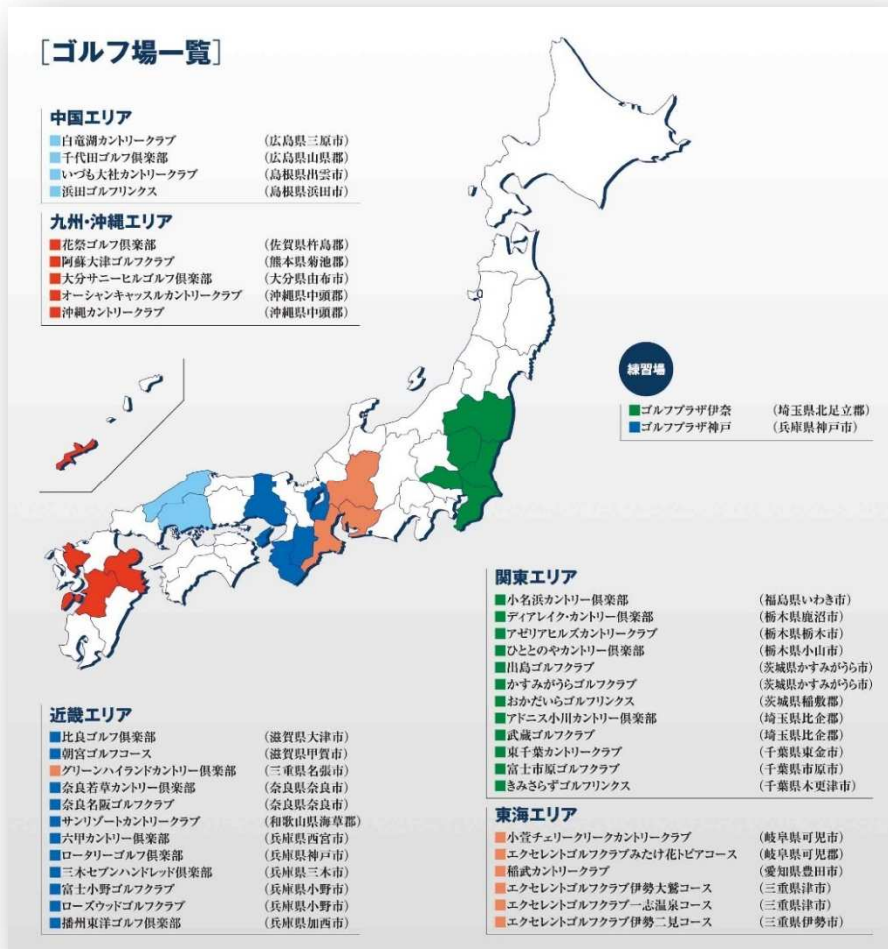 ［ゴルフ場一覧］
中国エリア
白竜湖カントリークラブ （広島県三原市）
千代田ゴルフ倶楽部 （広島県山県郡）
いづも大社カントリークラブ （島根県出雲市）
浜田ゴルフリンクス （島根県浜田市）
九州・沖縄エリア
花祭ゴルフ倶楽部 （佐賀県杵島郡）
阿蘇大津ゴルフクラブ （熊本県菊池郡）
大分サニーヒルゴルフ倶楽部 （大分県由布市）
オーシャンキャッスルカントリークラブ （沖縄県中頭郡）
沖縄カントリークラブ （沖縄県中頭郡）
練習場
ゴルフプラザ伊奈 （埼玉県北足立郡）
ゴルフプラザ神戸 （兵庫県神戸市）
関東エリア
小名浜カントリー倶楽部 （福島県いわき市）
ディアレイク・カントリー倶楽部 （栃木県鹿沼市）
アゼリアヒルズカントリークラブ （栃木県栃木市）
ひととのやカントリー倶楽部 （栃木県小山市）
出島ゴルフクラブ （茨城県かすみがうら市）
かすみがうらゴルフクラブ （茨城県かすみがうら市）
おかだいらゴルフリンクス （茨城県稲敷郡）
アドニス小川カントリー倶楽部 （埼玉県比企郡）
武蔵ゴルフクラブ （埼玉県比企郡）
東千葉カントリークラブ （千葉県東金市）
富士市原ゴルフクラブ （千葉県市原市）
きみさらずゴルフリンクス （千葉県木更津市）
近畿エリア
比良ゴルフ倶楽部 （滋賀県大津市）
朝宮ゴルフコース （滋賀県甲賀市）
グリーンハイランドカントリー倶楽部 （三重県名張市）
奈良若草カントリー倶楽部 （奈良県奈良市）
奈良名阪ゴルフクラブ （奈良県奈良市）
サンリゾートカントリークラブ （和歌山県海草郡）
六甲カントリー倶楽部 （兵庫県西宮市）
ロータリーゴルフ倶楽部 （兵庫県神戸市）
三木セブンハンドレッド倶楽部 （兵庫県三木市）
富士小野ゴルフクラブ （兵庫県小野市）
ローズウッドゴルフクラブ （兵庫県小野市）
播州東洋ゴルフ倶楽部 （兵庫県加西市）
東海エリア
小萱チェリークリークカントリークラブ （岐阜県可児市）
エクセレントゴルフクラブみたけ花トピアコース （岐阜県可児郡）
稲武カントリークラブ （愛知県豊田市）
エクセレントゴルフクラブ伊勢大鷲コース （三重県津市）
エクセレントゴルフクラブ一志温泉コース （三重県津市）
エクセレントゴルフクラブ伊勢二見コース （三重県伊勢市）